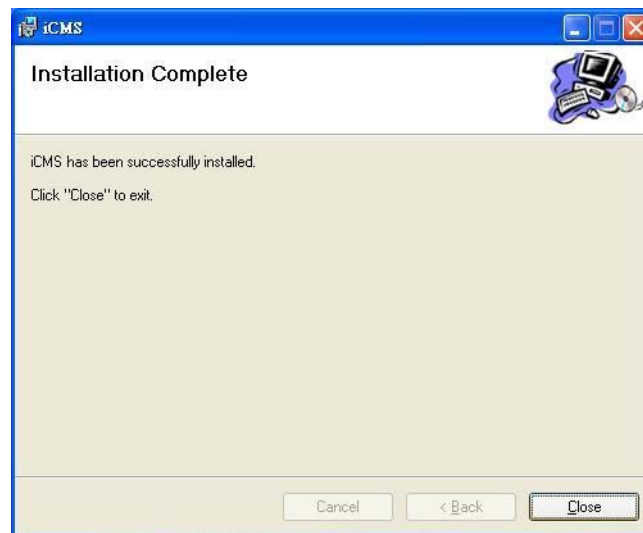 iCMS
Installation Complete
iCMS has been successfully installed.
Click "Close" to exit.
Cancel
< Back
Close